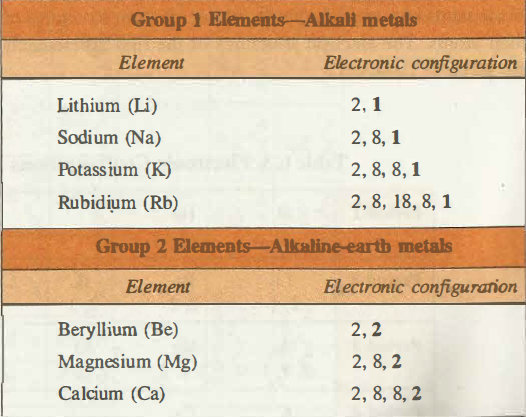 Group 1 Elements—Alkali metals
Element Electronic configuration
Lithium (Li) 2, 1
Sodium (Na) 2, 8, 1
Potassium (K) 2, 8, 8, 1
Rubidium (Rb) 2, 8, 18, 8, 1
Group 2 Elements—Alkaline-earth metals
Element Electronic configuration
Beryllium (Be) 2, 2
Magnesium (Mg) 2, 8, 2
Calcium (Ca) 2, 8, 8, 2